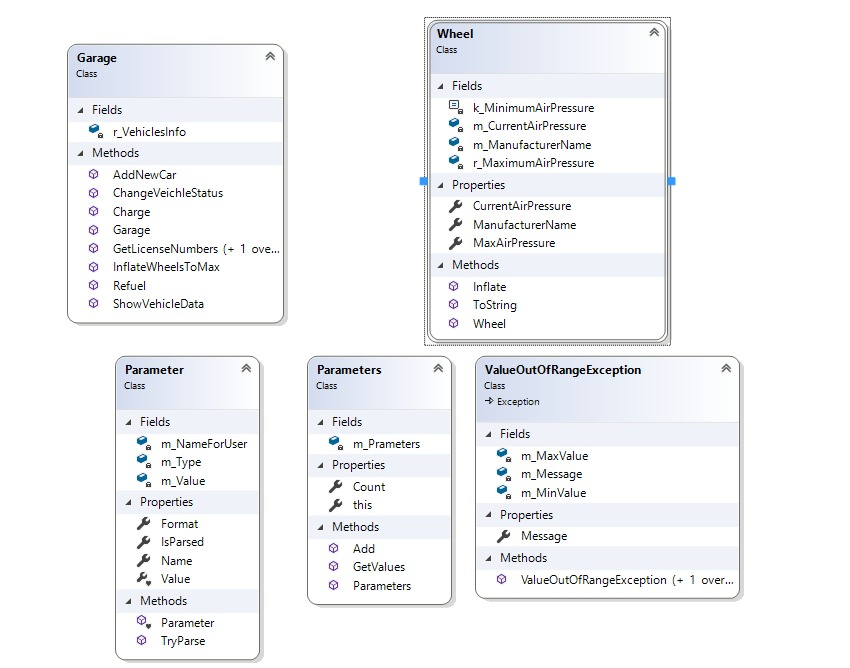 Garage
Class
Fields
r_VehiclesInfo
Methods
AddNewCar
ChangeVeichleStatus
Charge
Garage
GetLicenseNumbers (+ 1 ove...
InflateWheelsToMax
Refuel
ShowVehicleData
Wheel
Class
Fields
k_MinimumAirPressure
m_CurrentAirPressure
m_ManufacturerName
r_MaximumAirPressure
Properties
CurrentAirPressure
ManufacturerName
MaxAirPressure
Methods
Inflate
ToString
Wheel
Parameter
Class
Fields
m_NameForUser
m_Type
m_Value
Properties
Format
IsParsed
Name
Value
Methods
Parameter
TryParse
Parameters
Class
Fields
m_Prameters
Properties
Count
this
Methods
Add
GetValues
Parameters
ValueOutOfRangeException
Class
Exception
Fields
m_MaxValue
m_Message
m_MinValue
Properties
Message
Methods
ValueOutOfRangeException (+ 1 over...